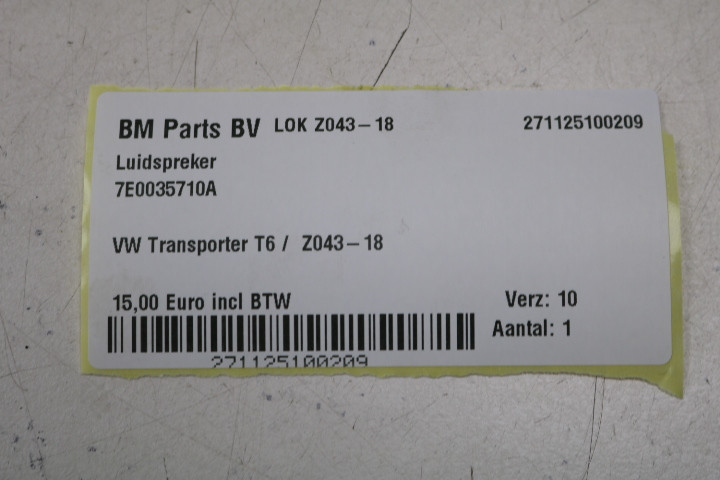 BM Parts BV LOK Z043-18 271125100209
Luidspreker
7E0035710A
VW Transporter T6 / Z043-18
15,00 Euro incl BTW Verz: 10
Aantal: 1
271125100209